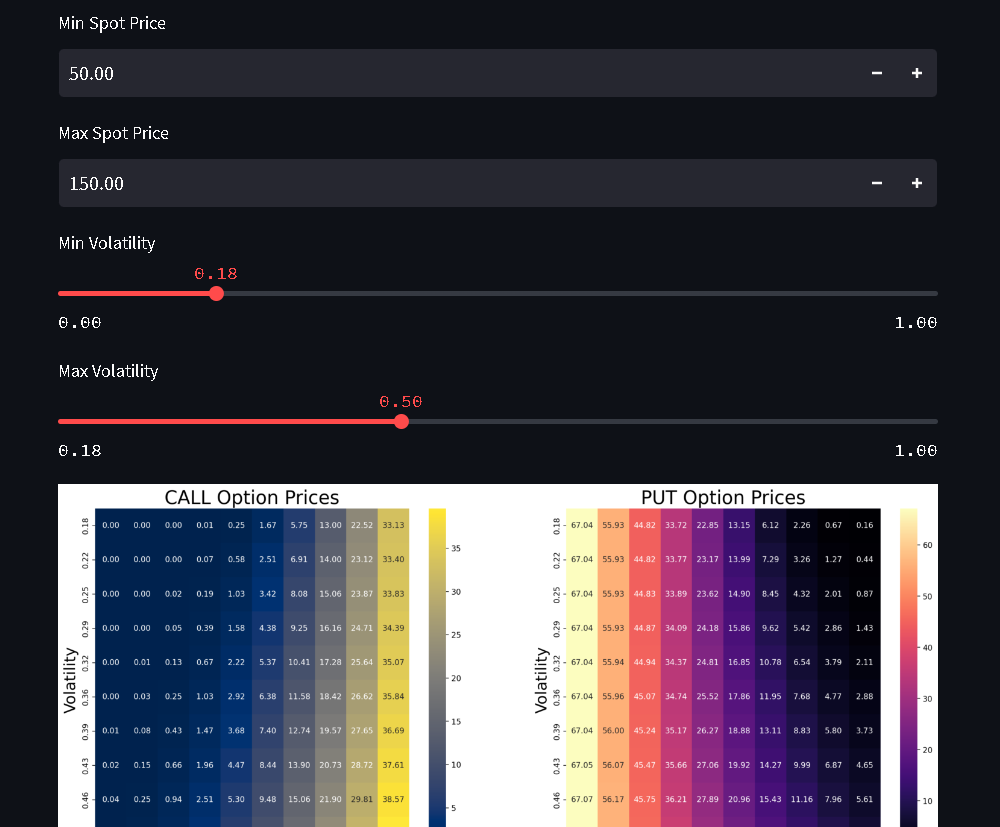 Min Spot Price
50.00
Max Spot Price
150.00
Min Volatility
0.18
0.00 1.00
Max Volatility
0.50
0.18 1.00
CALL Option Prices
Volatility
0.18 0.00 0.00 0.00 0.01 0.25 1.67 5.75 13.00 22.52 33.13
0.22 0.00 0.00 0.00 0.07 0.58 2.51 6.91 14.00 23.12 33.40
0.25 0.00 0.00 0.02 0.19 1.03 3.42 8.08 15.06 23.87 33.83
0.29 0.00 0.00 0.05 0.39 1.58 4.38 9.25 16.16 24.71 34.39
0.32 0.00 0.01 0.13 0.67 2.22 5.37 10.41 17.28 25.64 35.07
0.36 0.00 0.03 0.25 1.03 2.92 6.38 11.58 18.42 26.62 35.84
0.39 0.01 0.08 0.43 1.47 3.68 7.40 12.74 19.57 27.65 36.69
0.43 0.02 0.15 0.66 1.96 4.47 8.44 13.90 20.73 28.72 37.61
0.46 0.04 0.25 0.94 2.51 5.30 9.48 15.06 21.90 29.81 38.57
35
30
25
20
15
10
5
PUT Option Prices
Volatility
0.18 67.04 55.93 44.82 33.72 22.85 13.15 6.12 2.26 0.67 0.16
0.22 67.04 55.93 44.82 33.77 23.17 13.99 7.29 3.26 1.27 0.44
0.25 67.04 55.93 44.83 33.89 23.62 14.90 8.45 4.32 2.01 0.87
0.29 67.04 55.93 44.87 34.09 24.18 15.86 9.62 5.42 2.86 1.43
0.32 67.04 55.94 44.94 34.37 24.81 16.85 10.78 6.54 3.79 2.11
0.36 67.04 55.96 45.07 34.74 25.52 17.86 11.95 7.68 4.77 2.88
0.39 67.04 56.00 45.24 35.17 26.27 18.88 13.11 8.83 5.80 3.73
0.43 67.05 56.07 45.47 35.66 27.06 19.92 14.27 9.99 6.87 4.65
0.46 67.07 56.17 45.75 36.21 27.89 20.96 15.43 11.16 7.96 5.61
60
50
40
30
20
10